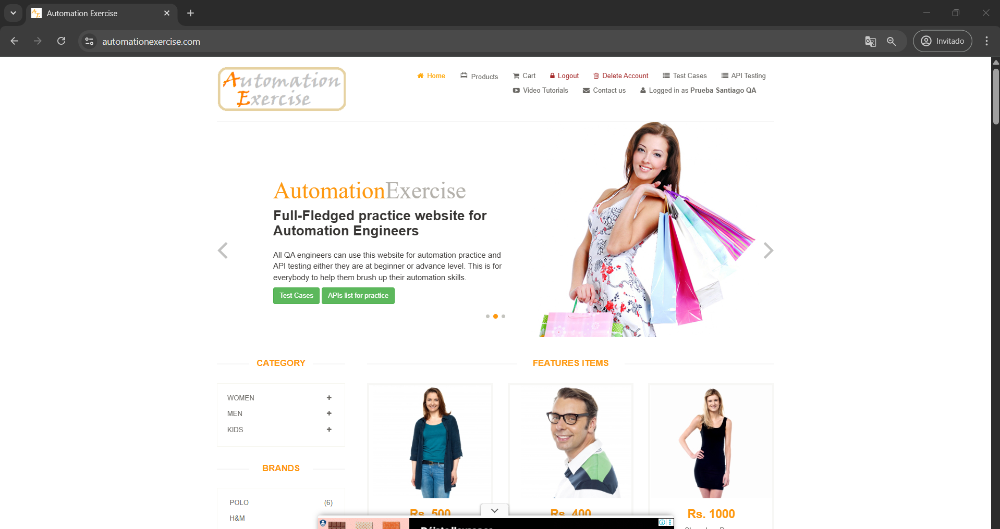 Automation Exercise
automationexercise.com
Invitado
Automation
Exercise
Home
Products
Cart
Logout
Delete Account
Test Cases
API Testing
Video Tutorials
Contact us
Logged in as Prueba Santiago QA
AutomationExercise
Full-Fledged practice website for
Automation Engineers
All QA engineers can use this website for automation practice and
API testing either they are at beginner or advance level. This is for
everybody to help them brush up their automation skills.
Test Cases
APIs list for practice
CATEGORY
WOMEN
MEN
KIDS
BRANDS
POLO (6)
H&M
FEATURES ITEMS
Rs. 500
Rs. 400
Rs. 1000